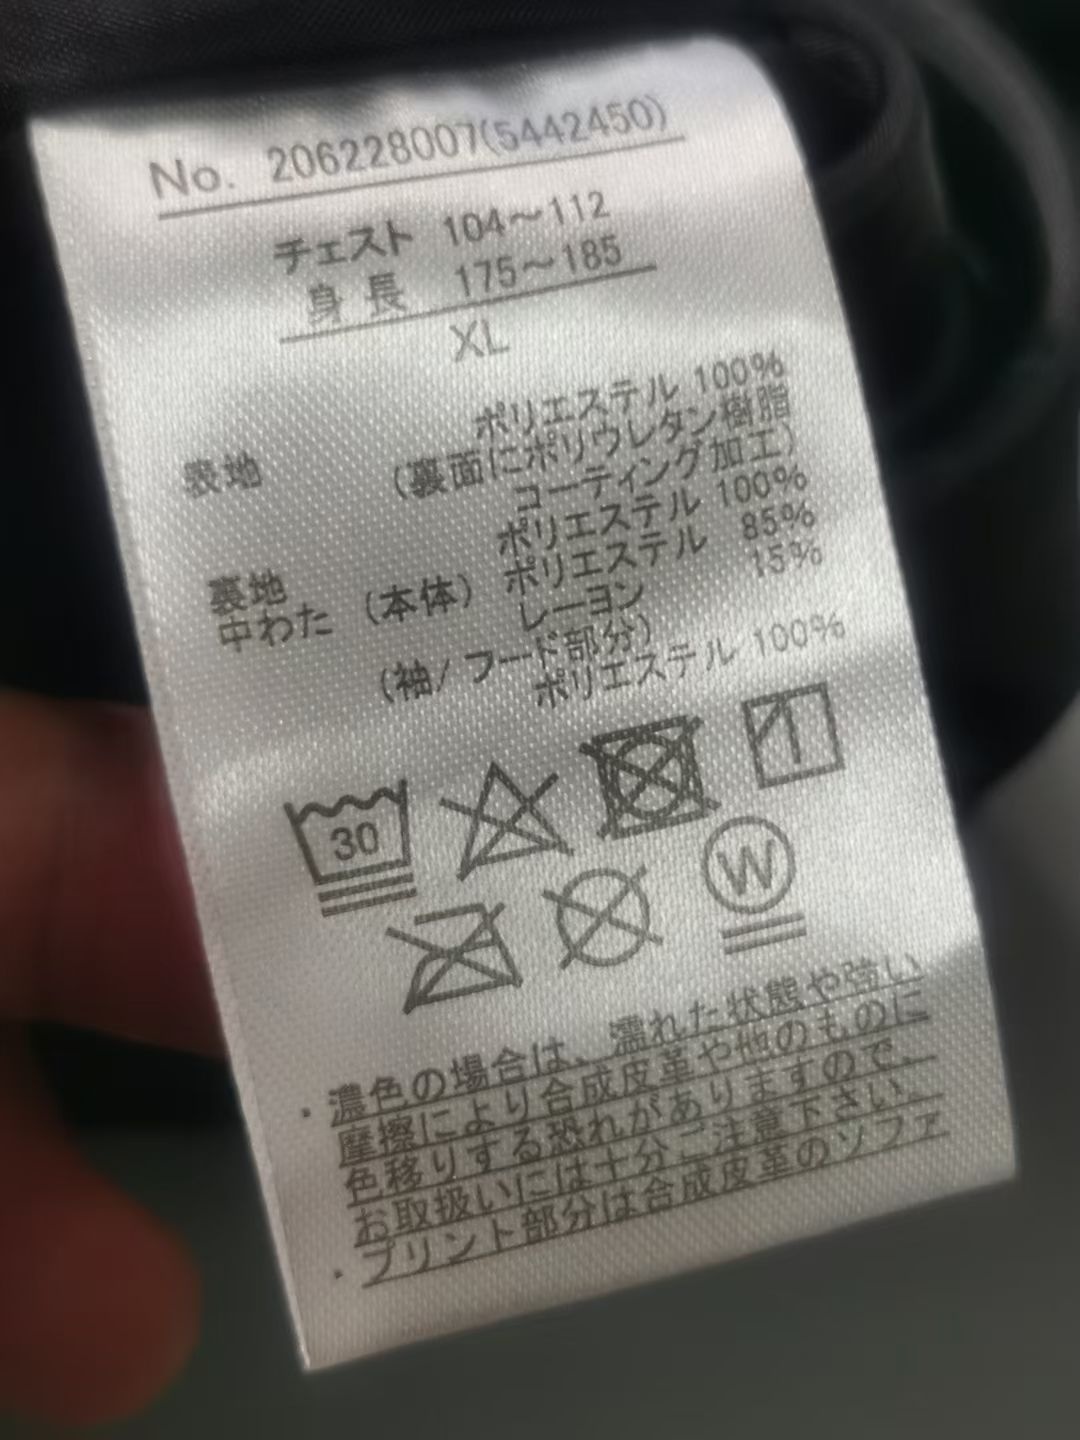 No. 206228007(5442450)
チェスト 104～112
身長 175～185
XL
表地 ポリエステル 100%
(裏面にポリウレタン樹脂
コーティング加工)
裏地 ポリエステル 100%
中わた (本体) ポリエステル 85%
レーヨン 15%
(袖/フード部分)
ポリエステル 100%
30
W
・濃色の場合は、濡れた状態や強い
摩擦により合成皮革や他のものに
色移りする恐れがありますので、
お取扱いには十分ご注意下さい。
・プリント部分は合成皮革のソファ